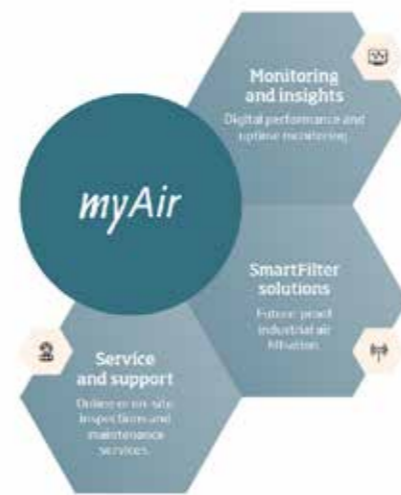 Monitoring
and insights
Digital performance and
uptime monitoring
myAir
SmartFilter
solutions
Future-proof
industrial air
filtration
Service
and support
Online or on-site
inspections and
maintenance
services.